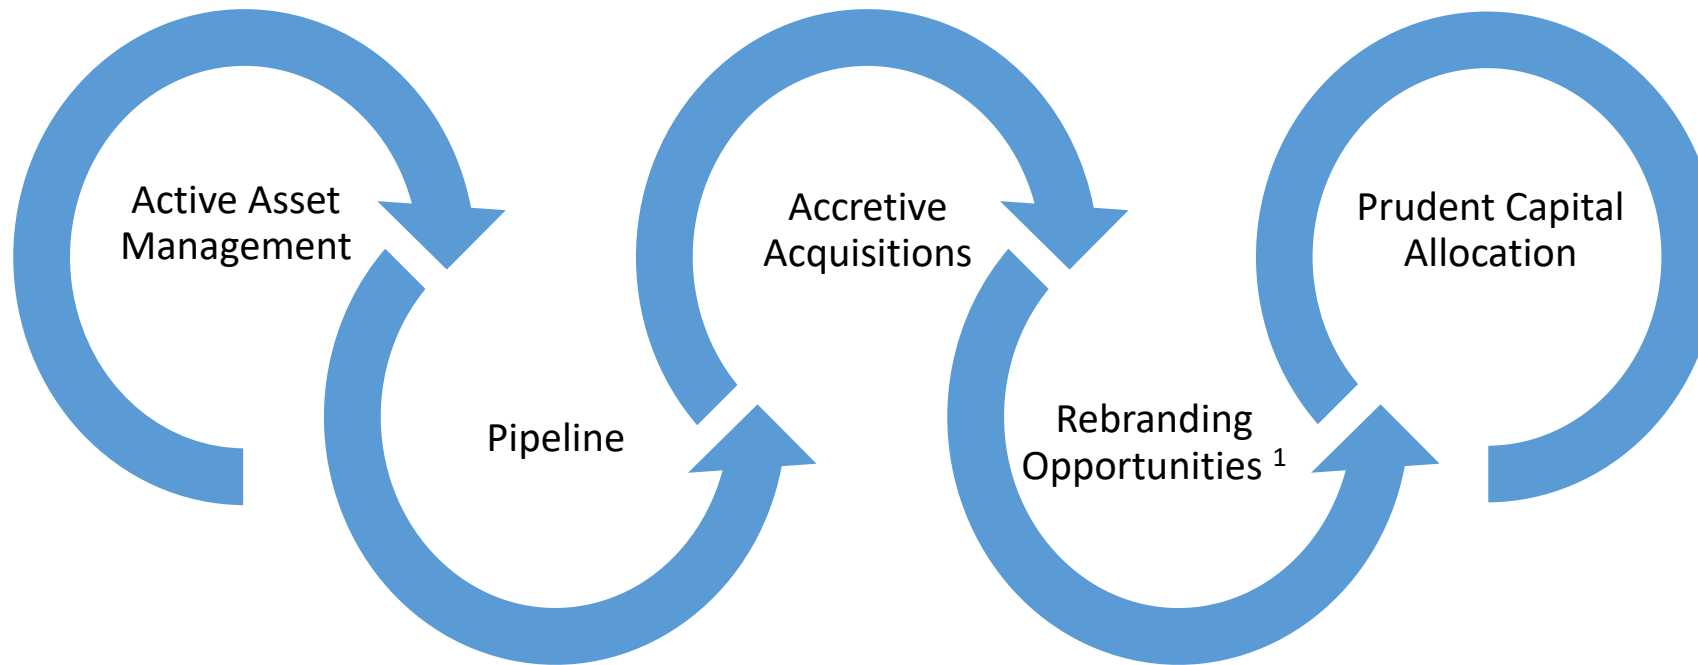 Active Asset
Management
Pipeline
Accretive
Acquisitions
Rebranding
Opportunities ¹
Prudent Capital
Allocation